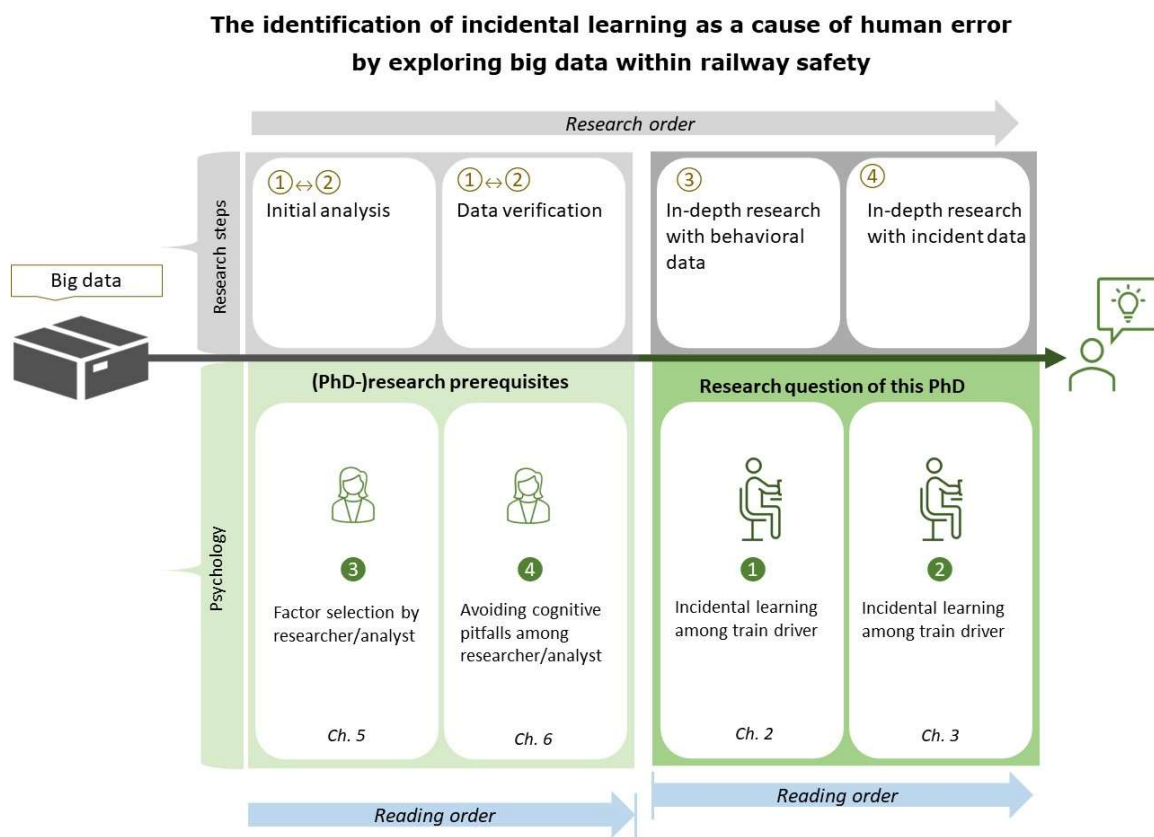 The identification of incidental learning as a cause of human error
by exploring big data within railway safety
Research order
Research steps
① ↔ ②
Initial analysis
① ↔ ②
Data verification
③
In-depth research
with behavioral
data
④
In-depth research
with incident data
Big data
(PhD-)research prerequisites
Research question of this PhD
Psychology
3
Factor selection by
researcher/analyst
Ch. 5
4
Avoiding cognitive
pitfalls among
researcher/analyst
Ch. 6
1
Incidental learning
among train driver
Ch. 2
2
Incidental learning
among train driver
Ch. 3
Reading order
Reading order